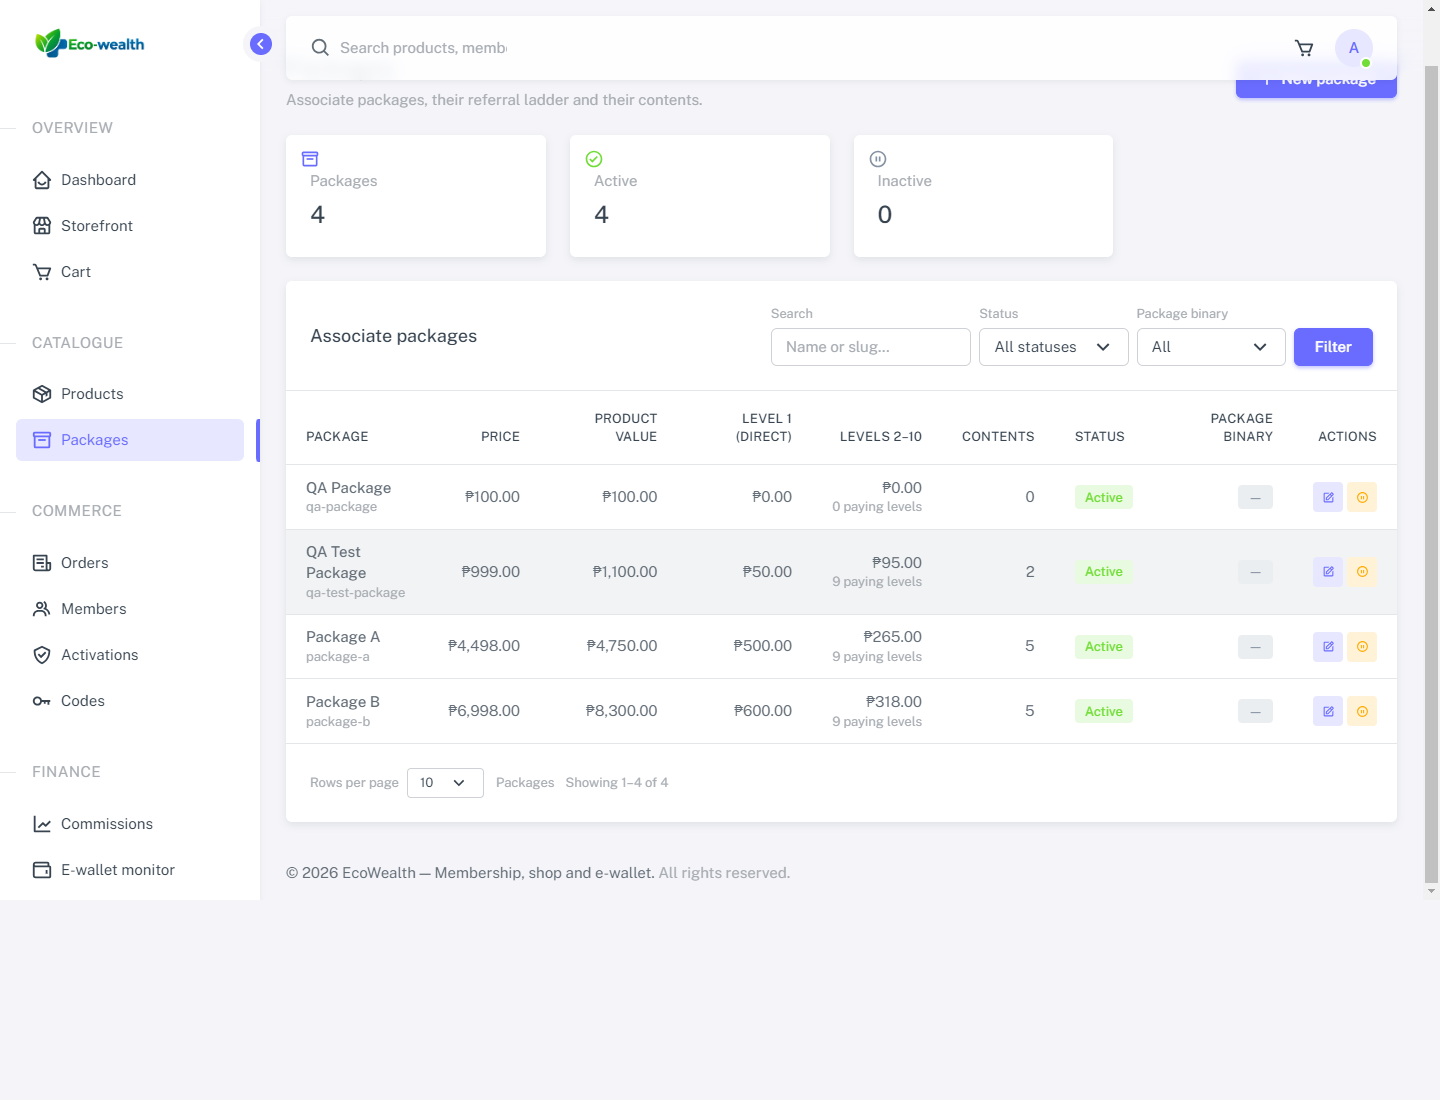 Eco-wealth
Search products, memb
A
New package
Associate packages, their referral ladder and their contents.
OVERVIEW
Dashboard
Storefront
Cart
CATALOGUE
Products
Packages
COMMERCE
Orders
Members
Activations
Codes
FINANCE
Commissions
E-wallet monitor
Packages
4
Active
4
Inactive
0
Associate packages
Search
Name or slug...
Status
All statuses
Package binary
All
Filter
PACKAGE PRICE PRODUCT VALUE LEVEL 1 (DIRECT) LEVELS 2–10 CONTENTS STATUS PACKAGE BINARY ACTIONS
QA Package ₱100.00 ₱100.00 ₱0.00 ₱0.00 0 Active —
qa-package 0 paying levels
QA Test Package ₱999.00 ₱1,100.00 ₱50.00 ₱95.00 2 Active —
qa-test-package 9 paying levels
Package A ₱4,498.00 ₱4,750.00 ₱500.00 ₱265.00 5 Active —
package-a 9 paying levels
Package B ₱6,998.00 ₱8,300.00 ₱600.00 ₱318.00 5 Active —
package-b 9 paying levels
Rows per page 10 Packages Showing 1–4 of 4
© 2026 EcoWealth — Membership, shop and e-wallet. All rights reserved.